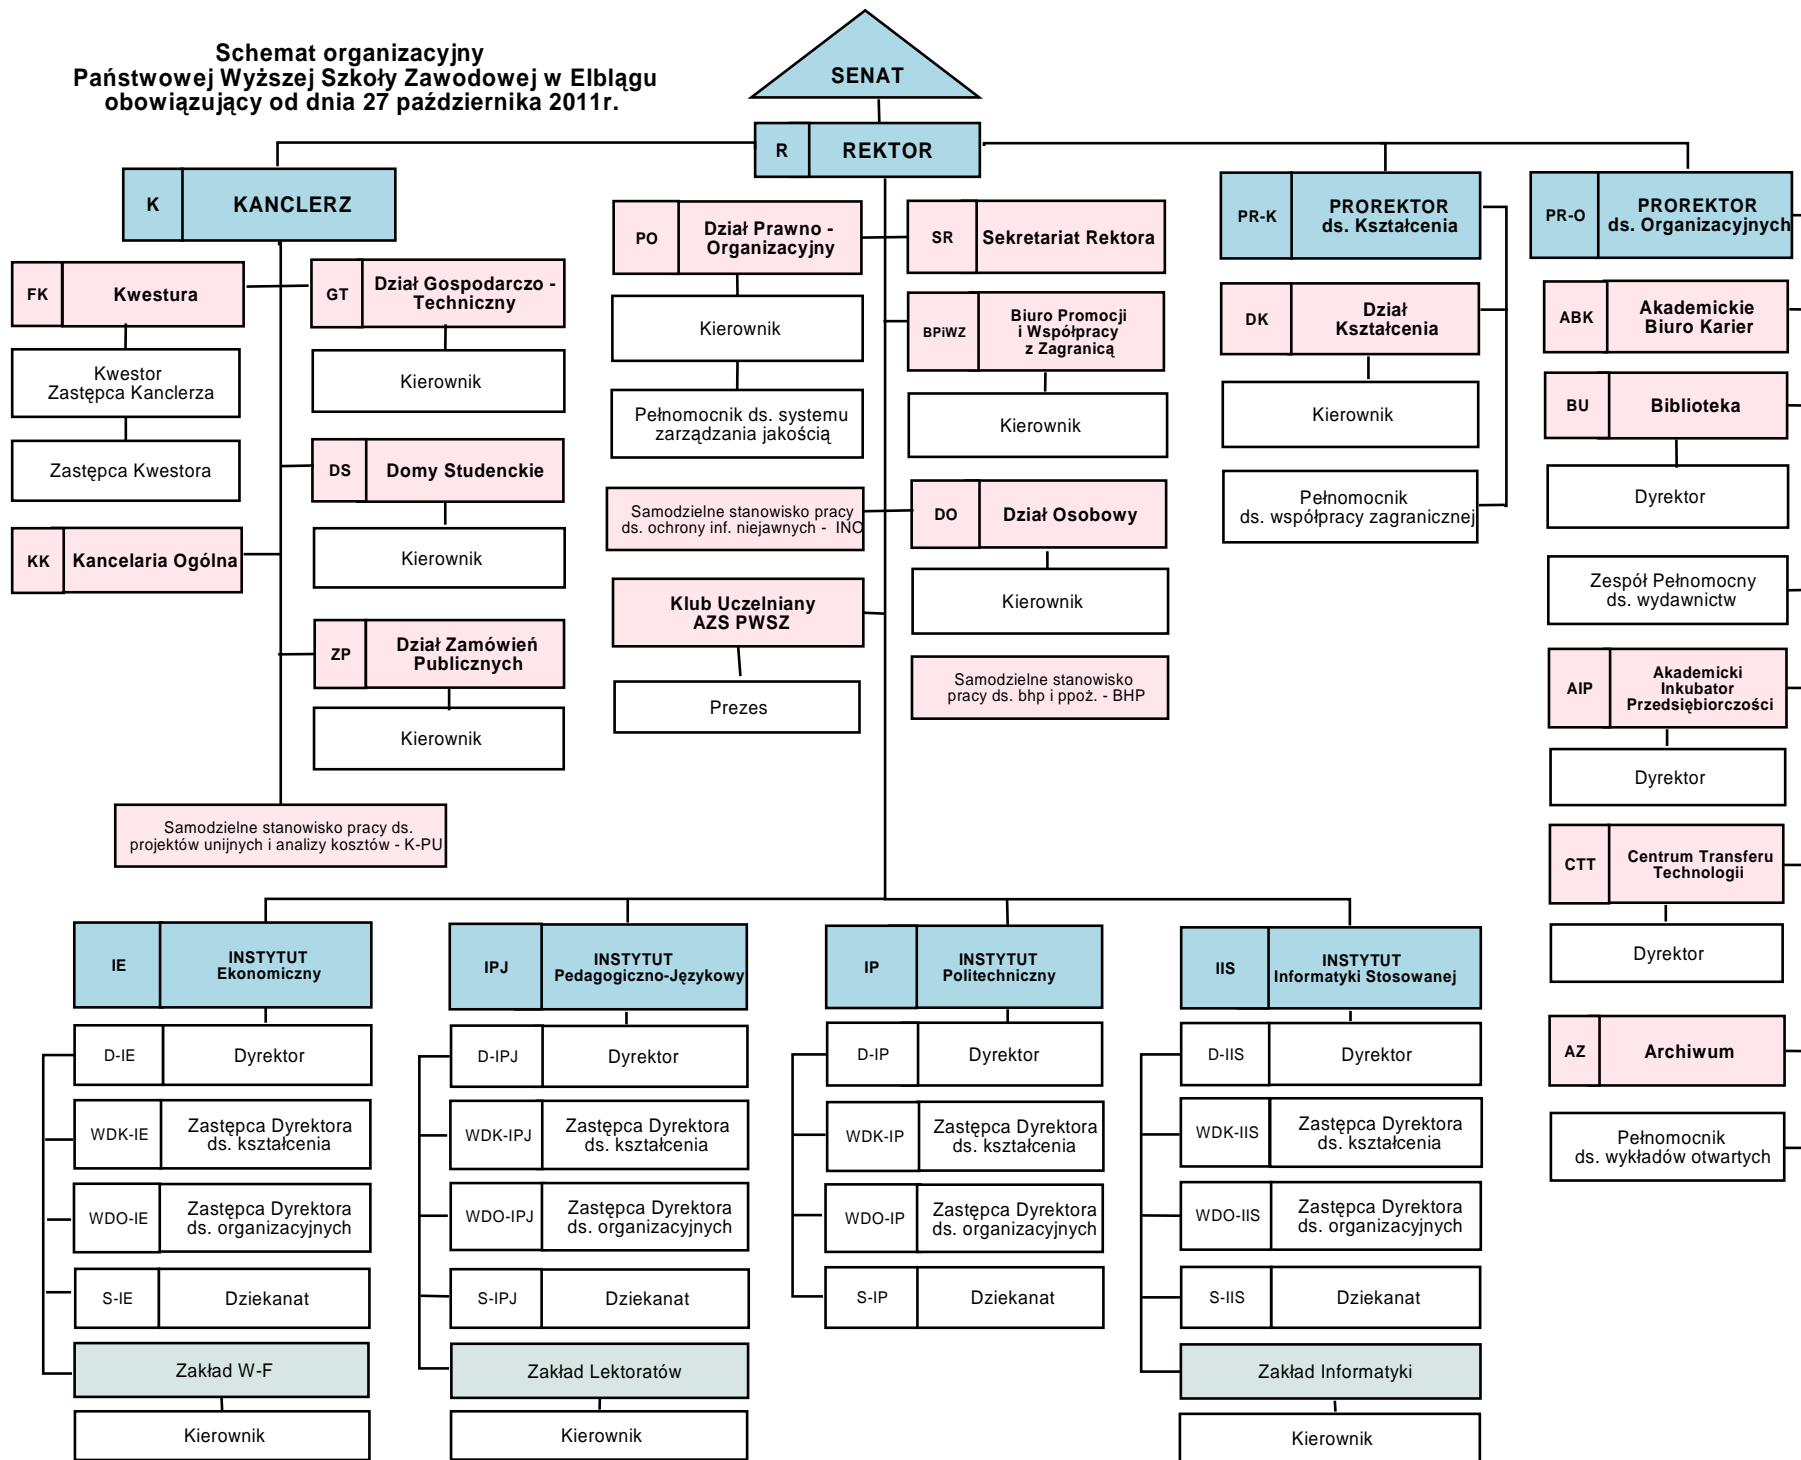 Schemat organizacyjny
Państwowej Wyższej Szkoły Zawodowej w Elblągu
obowiązujący od dnia 27 października 2011r.
SENAT
R
REKTOR
K
KANCLERZ
FK
Kwestura
Kwestor
Zastępca Kanclerza
Zastępca Kwestora
KK
Kancelaria Ogólna
GT
Dział Gospodarczo -
Techniczny
Kierownik
DS
Domy Studenckie
Kierownik
ZP
Dział Zamówień
Publicznych
Kierownik
Samodzielne stanowisko pracy ds.
projektów unijnych i analizy kosztów - K-PU
PO
Dział Prawno -
Organizacyjny
Kierownik
Pełnomocnik ds. systemu
zarządzania jakością
Samodzielne stanowisko pracy
ds. ochrony inf. niejawnych - INO
Klub Uczelniany
AZS PWSZ
Prezes
SR
Sekretariat Rektora
BPiWZ
Biuro Promocji
i Współpracy
z Zagranicą
Kierownik
DO
Dział Osobowy
Kierownik
Samodzielne stanowisko
pracy ds. bhp i ppoż. - BHP
PR-K
PROREKTOR
ds. Kształcenia
DK
Dział
Kształcenia
Kierownik
Pełnomocnik
ds. współpracy zagranicznej
PR-O
PROREKTOR
ds. Organizacyjnych
ABK
Akademickie
Biuro Karier
BU
Biblioteka
Dyrektor
Zespół Pełnomocny
ds. wydawnictw
AIP
Akademicki
Inkubator
Przedsiębiorczości
Dyrektor
CTT
Centrum Transferu
Technologii
Dyrektor
AZ
Archiwum
Pełnomocnik
ds. wykładów otwartych
IE
INSTYTUT
Ekonomiczny
D-IE
Dyrektor
WDK-IE
Zastępca Dyrektora
ds. kształcenia
WDO-IE
Zastępca Dyrektora
ds. organizacyjnych
S-IE
Dziekanat
Zakład W-F
Kierownik
IPJ
INSTYTUT
Pedagogiczno-Językowy
D-IPJ
Dyrektor
WDK-IPJ
Zastępca Dyrektora
ds. kształcenia
WDO-IPJ
Zastępca Dyrektora
ds. organizacyjnych
S-IPJ
Dziekanat
Zakład Lektoratów
Kierownik
IP
INSTYTUT
Politechniczny
D-IP
Dyrektor
WDK-IP
Zastępca Dyrektora
ds. kształcenia
WDO-IP
Zastępca Dyrektora
ds. organizacyjnych
S-IP
Dziekanat
IIS
INSTYTUT
Informatyki Stosowanej
D-IIS
Dyrektor
WDK-IIS
Zastępca Dyrektora
ds. kształcenia
WDO-IIS
Zastępca Dyrektora
ds. organizacyjnych
S-IIS
Dziekanat
Zakład Informatyki
Kierownik